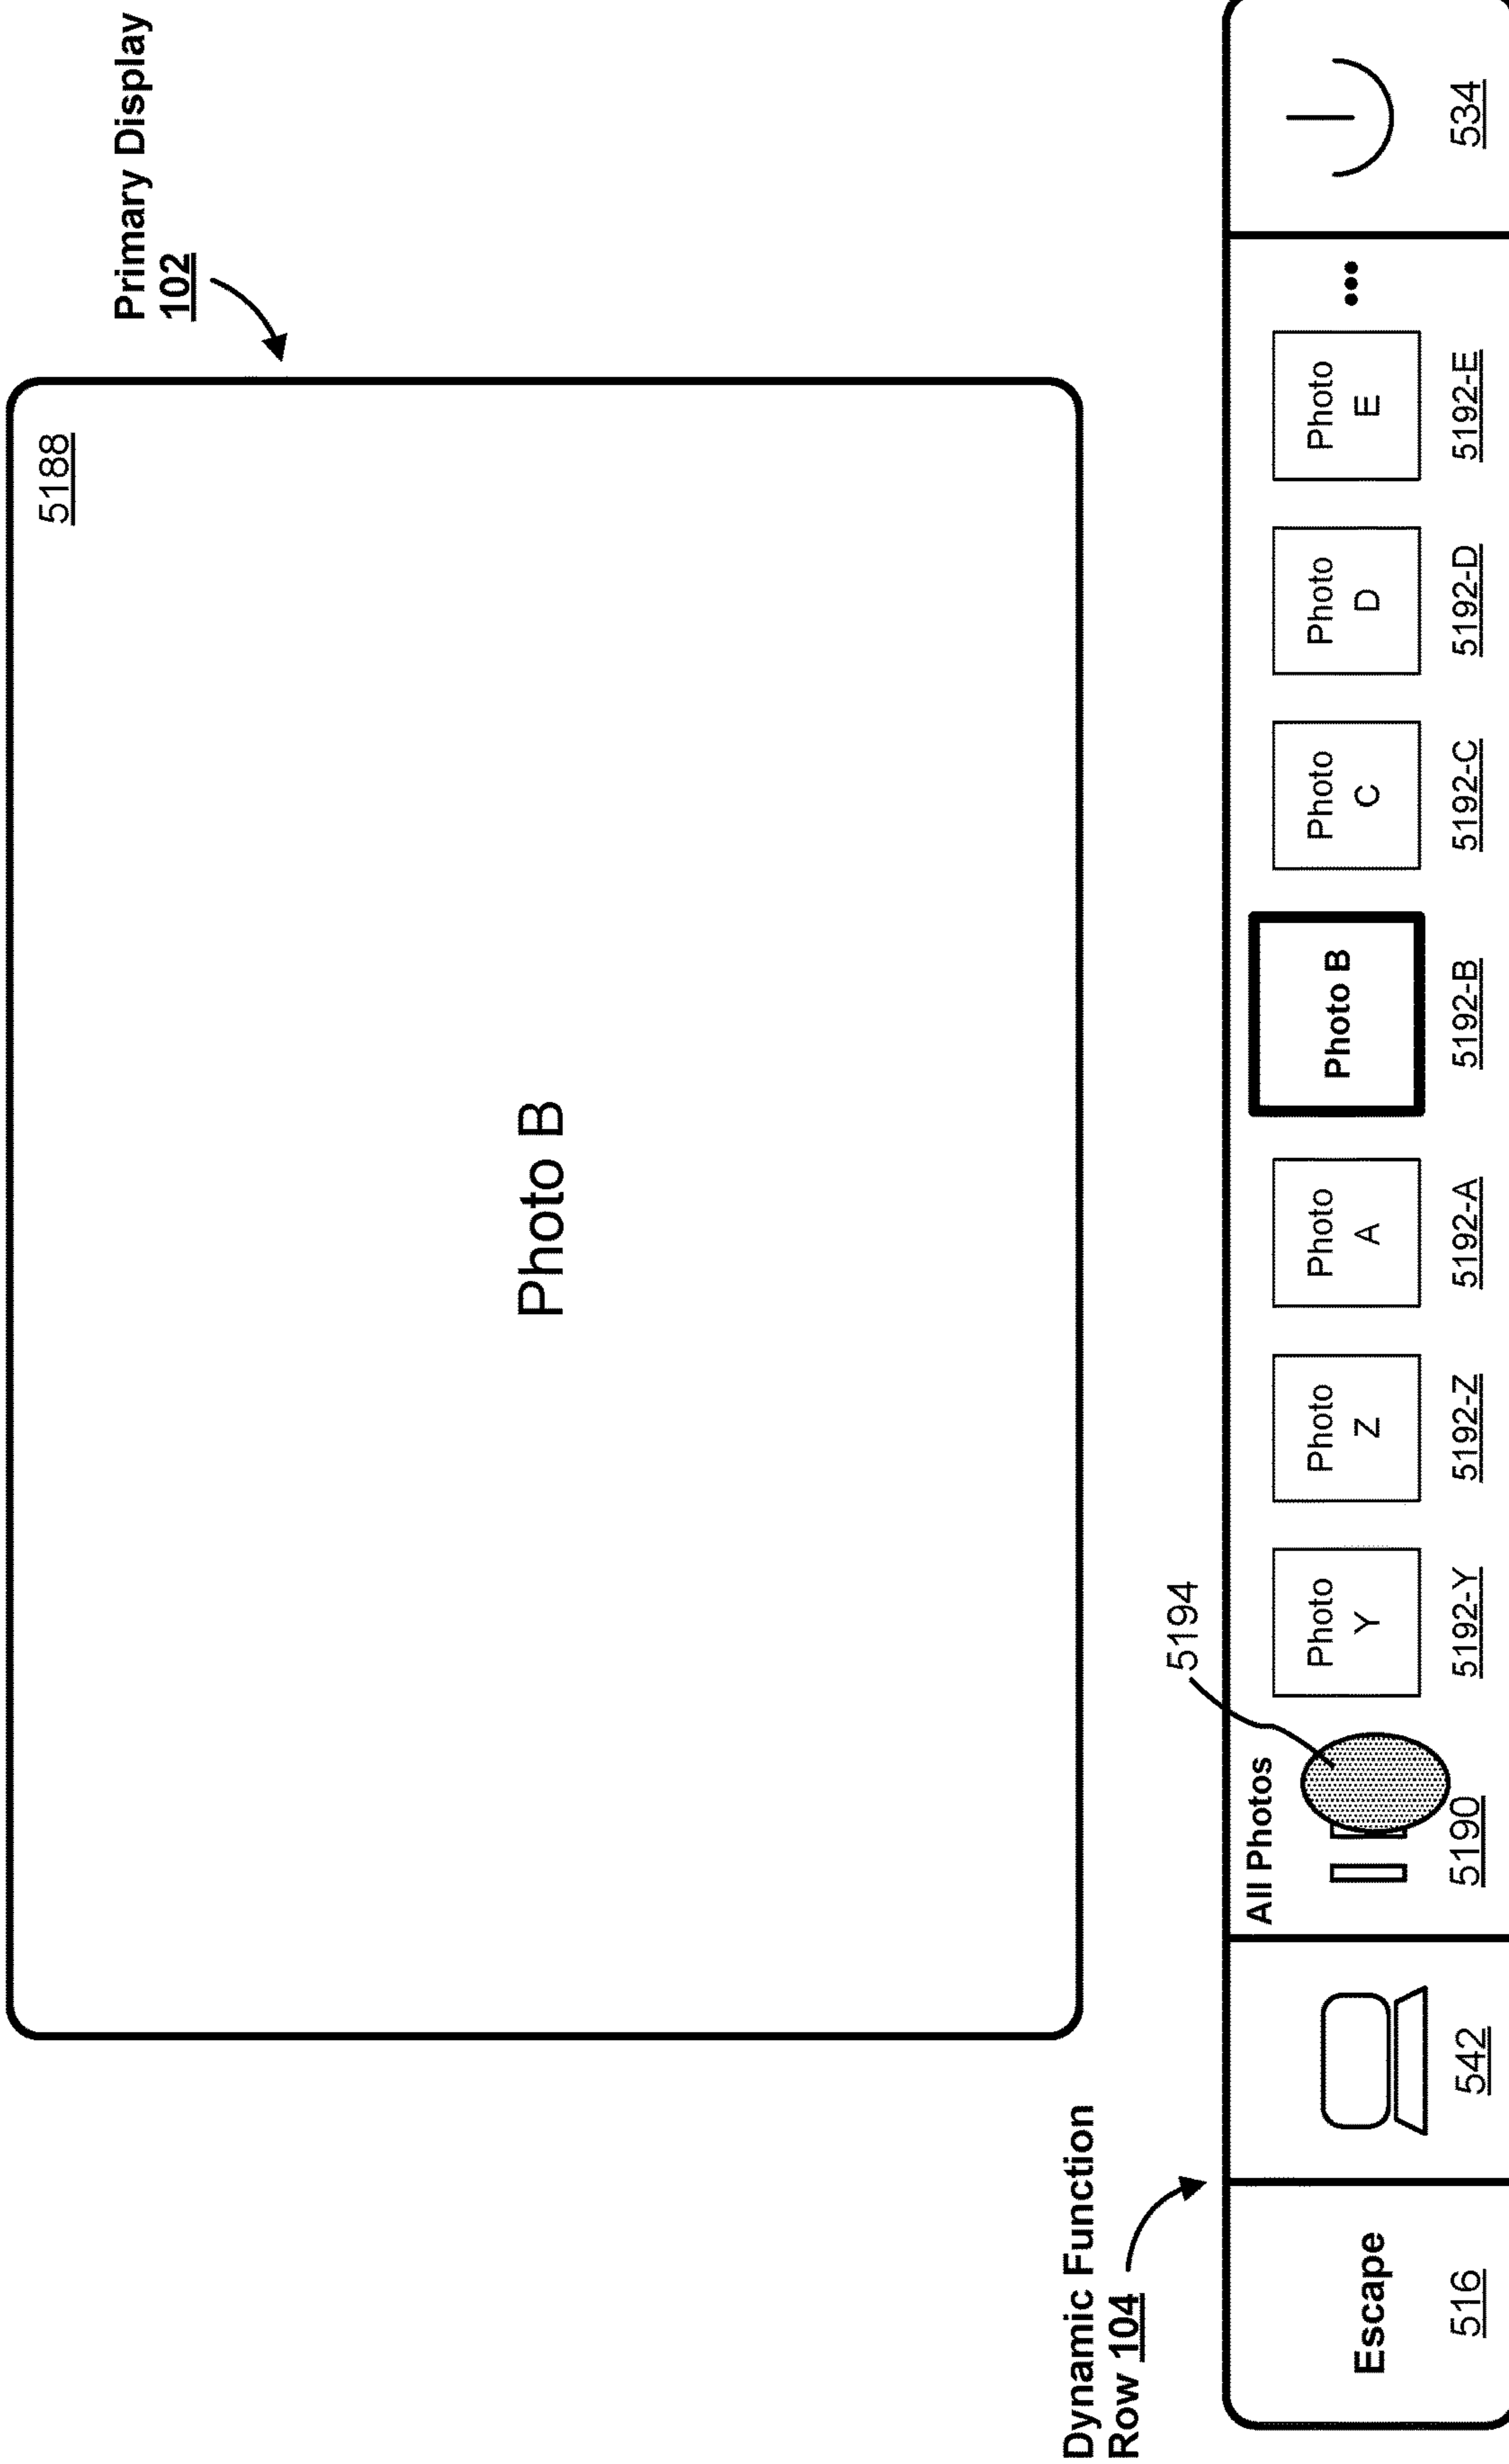 Primary Display
102
5188
Photo B
Dynamic Function
Row 104
5194
Escape
516
542
All Photos
5190
Photo
Y
5192-Y
Photo
Z
5192-Z
Photo
A
5192-A
Photo B
5192-B
Photo
C
5192-C
Photo
D
5192-D
Photo
E
5192-E
•••
534